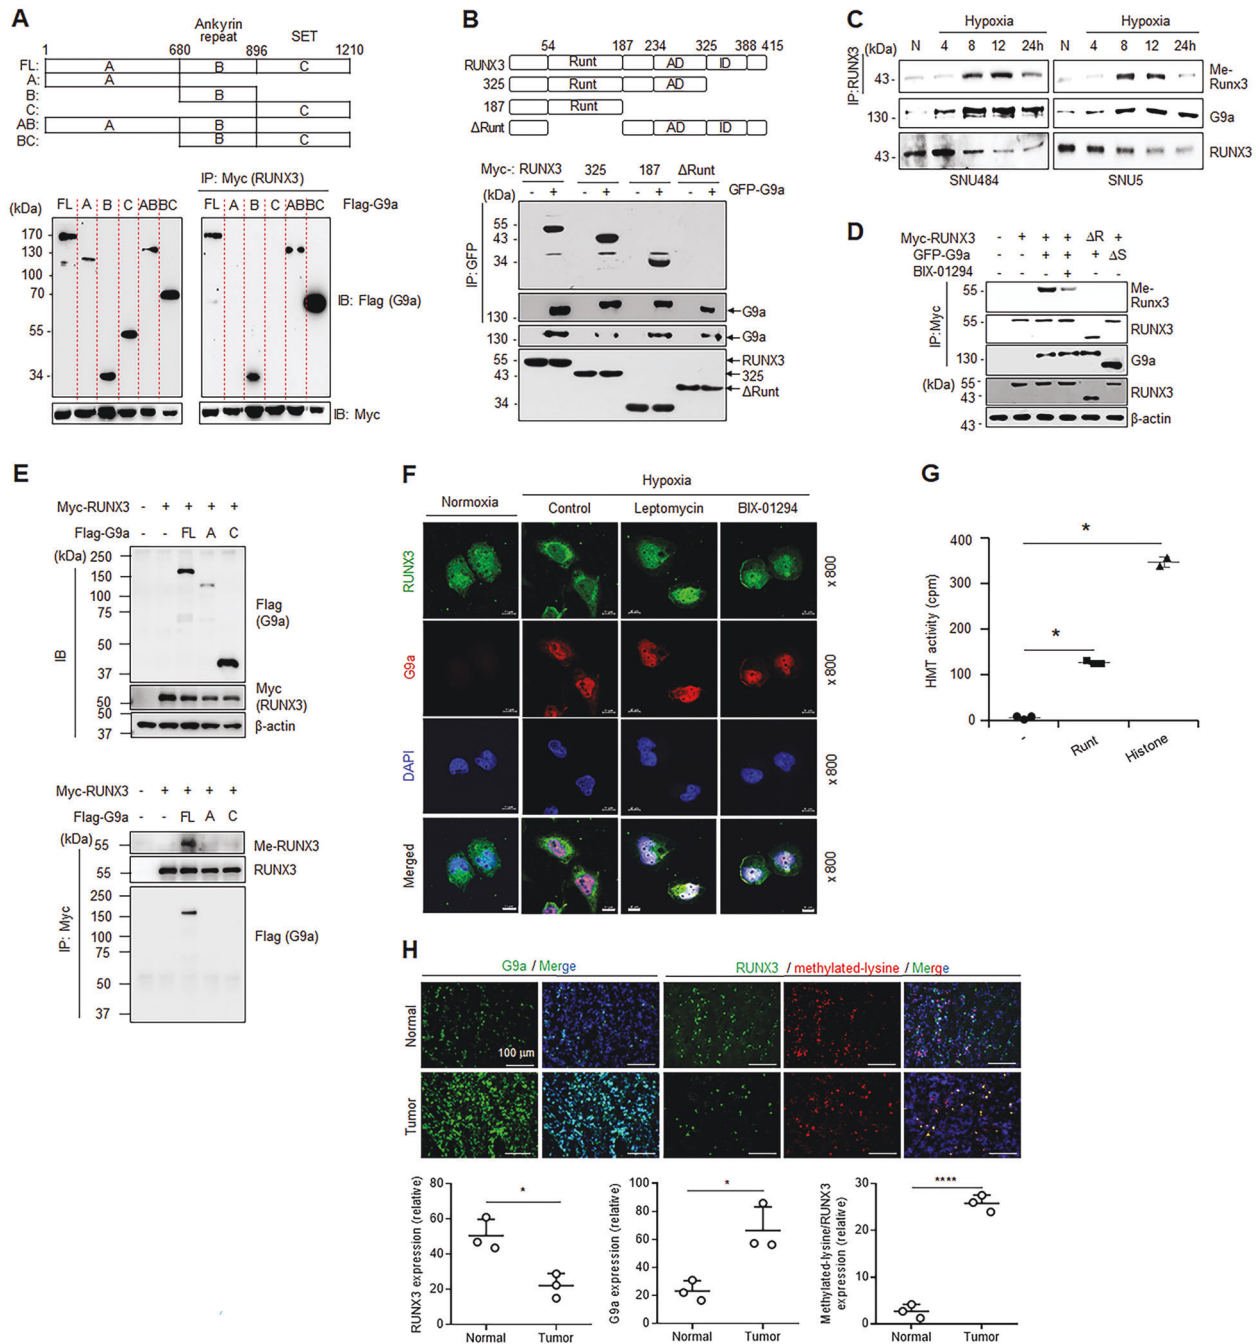 A
Ankyrin
repeat
SET
1 680 896 1210
FL: A B C
A: A
B: B
C: C
AB: A B
BC: B C
IP: Myc (RUNX3)
(kDa) FL A B C AB BC FL A B C AB BC Flag-G9a
170 -
130 -
100 -
70 -
55 -
34 -
IB: Flag (G9a)
IB: Myc
B
54 187 234 325 388 415
RUNX3 Runt AD ID
325 Runt AD
187 Runt
ΔRunt AD ID
Myc-: RUNX3 325 187 ΔRunt
- + - + - + - + GFP-G9a
(kDa)
IP: GFP
55 -
43 -
34 -
130 -
G9a
130 -
G9a
55 -
43 -
34 -
RUNX3
325
ΔRunt
C
Hypoxia Hypoxia
(kDa) N 4 8 12 24h N 4 8 12 24h
IP:RUNX3
43 -
Me-
Runx3
130 -
G9a
43 -
RUNX3
SNU484 SNU5
D
Myc-RUNX3 - + + + ΔR +
GFP-G9a - - + + + ΔS
BIX-01294 - - - + - -
IP:Myc
55 -
Me-
Runx3
55 -
RUNX3
130 -
G9a
(kDa)
55 -
43 -
RUNX3
43 -
β-actin
E
Myc-RUNX3 - + + + +
Flag-G9a - - FL A C
(kDa)
IB
250
150
100
75
50
37
Flag
(G9a)
50
Myc
(RUNX3)
50
37
β-actin
Myc-RUNX3 - + + + +
Flag-G9a - - FL A C
(kDa)
IP: Myc
55
Me-RUNX3
55
RUNX3
250
150
100
75
50
37
Flag (G9a)
F
Hypoxia
Normoxia Control Leptomycin BIX-01294
RUNX3 x 800
G9a x 800
DAPI x 800
Merged x 800
G
HMT activity (cpm)
400
300
200
100
0
*
*
- Runt Histone
H
G9a / Merge RUNX3 / methylated-lysine / Merge
Normal
100 µm
Tumor
RUNX3 expression (relative)
80
60
40
20
0
*
Normal Tumor
G9a expression (relative)
100
80
60
40
20
0
*
Normal Tumor
Methylated-lysine/RUNX3
expression (relative)
30
20
10
0
****
Normal Tumor